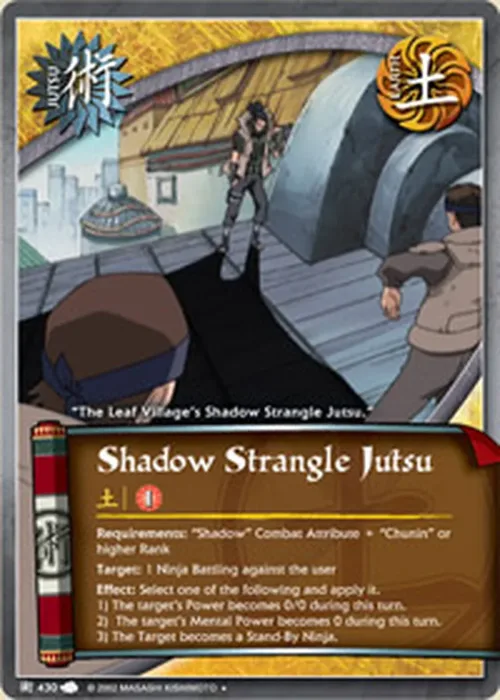 JUTSU
術
EARTH
土
"The Leaf Village's Shadow Strangle Jutsu."
Shadow Strangle Jutsu
土 1
Requirements: "Shadow" Combat Attribute + "Chunin" or
higher Rank
Target: 1 Ninja Battling against the user
Effect: Select one of the following and apply it.
1) The target's Power becomes 0/0 during this turn.
2) The target's Mental Power becomes 0 during this turn.
3) The Target becomes a Stand-By Ninja.
術
430 © 2002 MASASHI KISHIMOTO